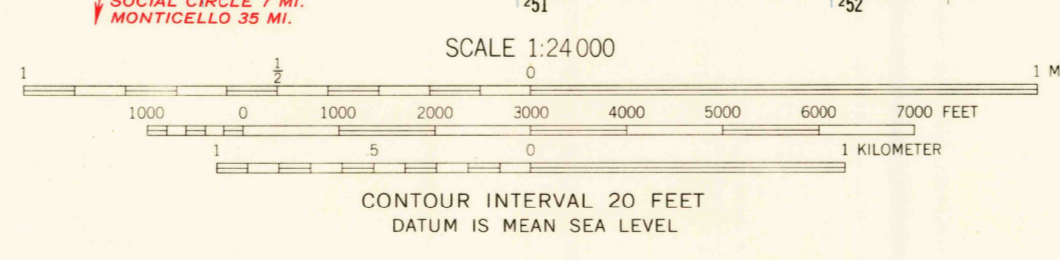 SOCIAL CIRCLE 7 MI.
MONTICELLO 35 MI.
²51 ²52
SCALE 1:24 000
1 1/2 0 1 M
1000 0 1000 2000 3000 4000 5000 6000 7000 FEET
1 .5 0 1 KILOMETER
CONTOUR INTERVAL 20 FEET
DATUM IS MEAN SEA LEVEL